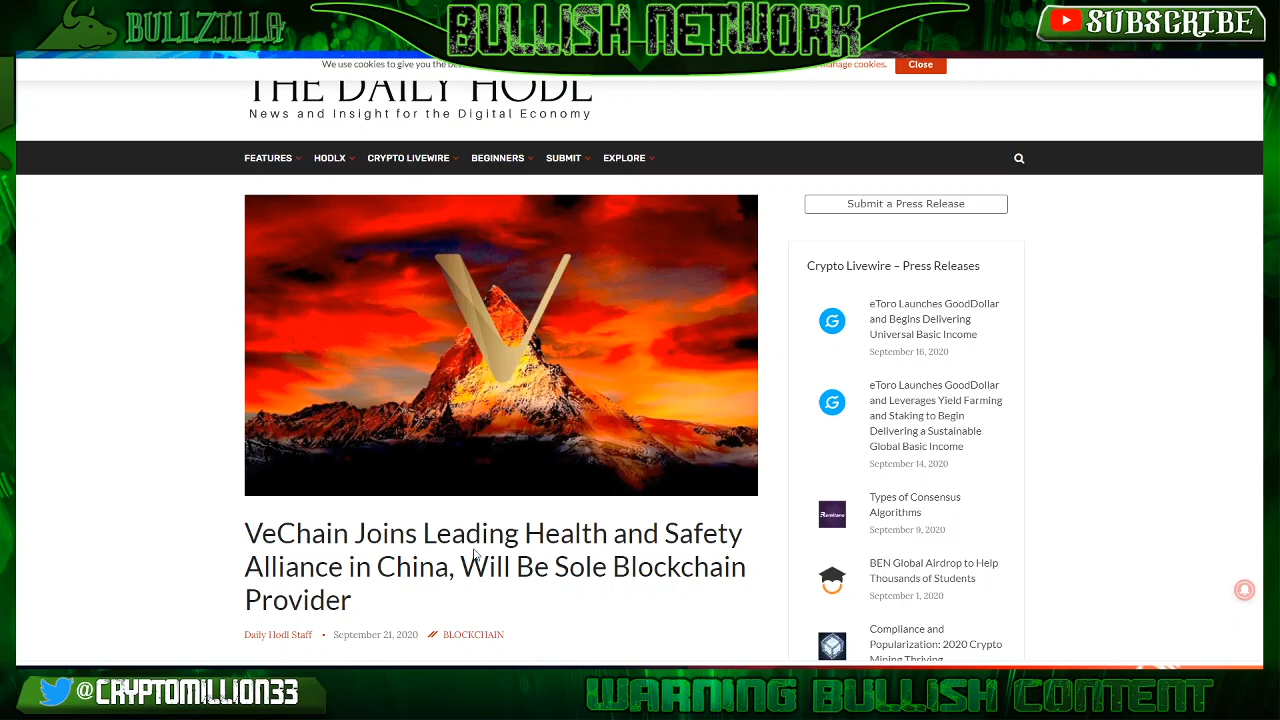 BULLZILLA
BULLISH NETWORK
SUBSCRIBE
We use cookies to give you the be
manage cookies.
Close
THE DAILY HODL
News and Insight for the Digital Economy
FEATURES HODLX CRYPTO LIVEWIRE BEGINNERS SUBMIT EXPLORE
Submit a Press Release
Crypto Livewire – Press Releases
eToro Launches GoodDollar
and Begins Delivering
Universal Basic Income
September 16, 2020
eToro Launches GoodDollar
and Leverages Yield Farming
and Staking to Begin
Delivering a Sustainable
Global Basic Income
September 14, 2020
Remitano
Types of Consensus
Algorithms
September 9, 2020
BEN Global Airdrop to Help
Thousands of Students
September 1, 2020
Compliance and
Popularization: 2020 Crypto
Mining Thriving
VeChain Joins Leading Health and Safety
Alliance in China, Will Be Sole Blockchain
Provider
Daily Hodl Staff • September 21, 2020 // BLOCKCHAIN
@CRYPTOMILLION33
WARNING BULLISH CONTENT